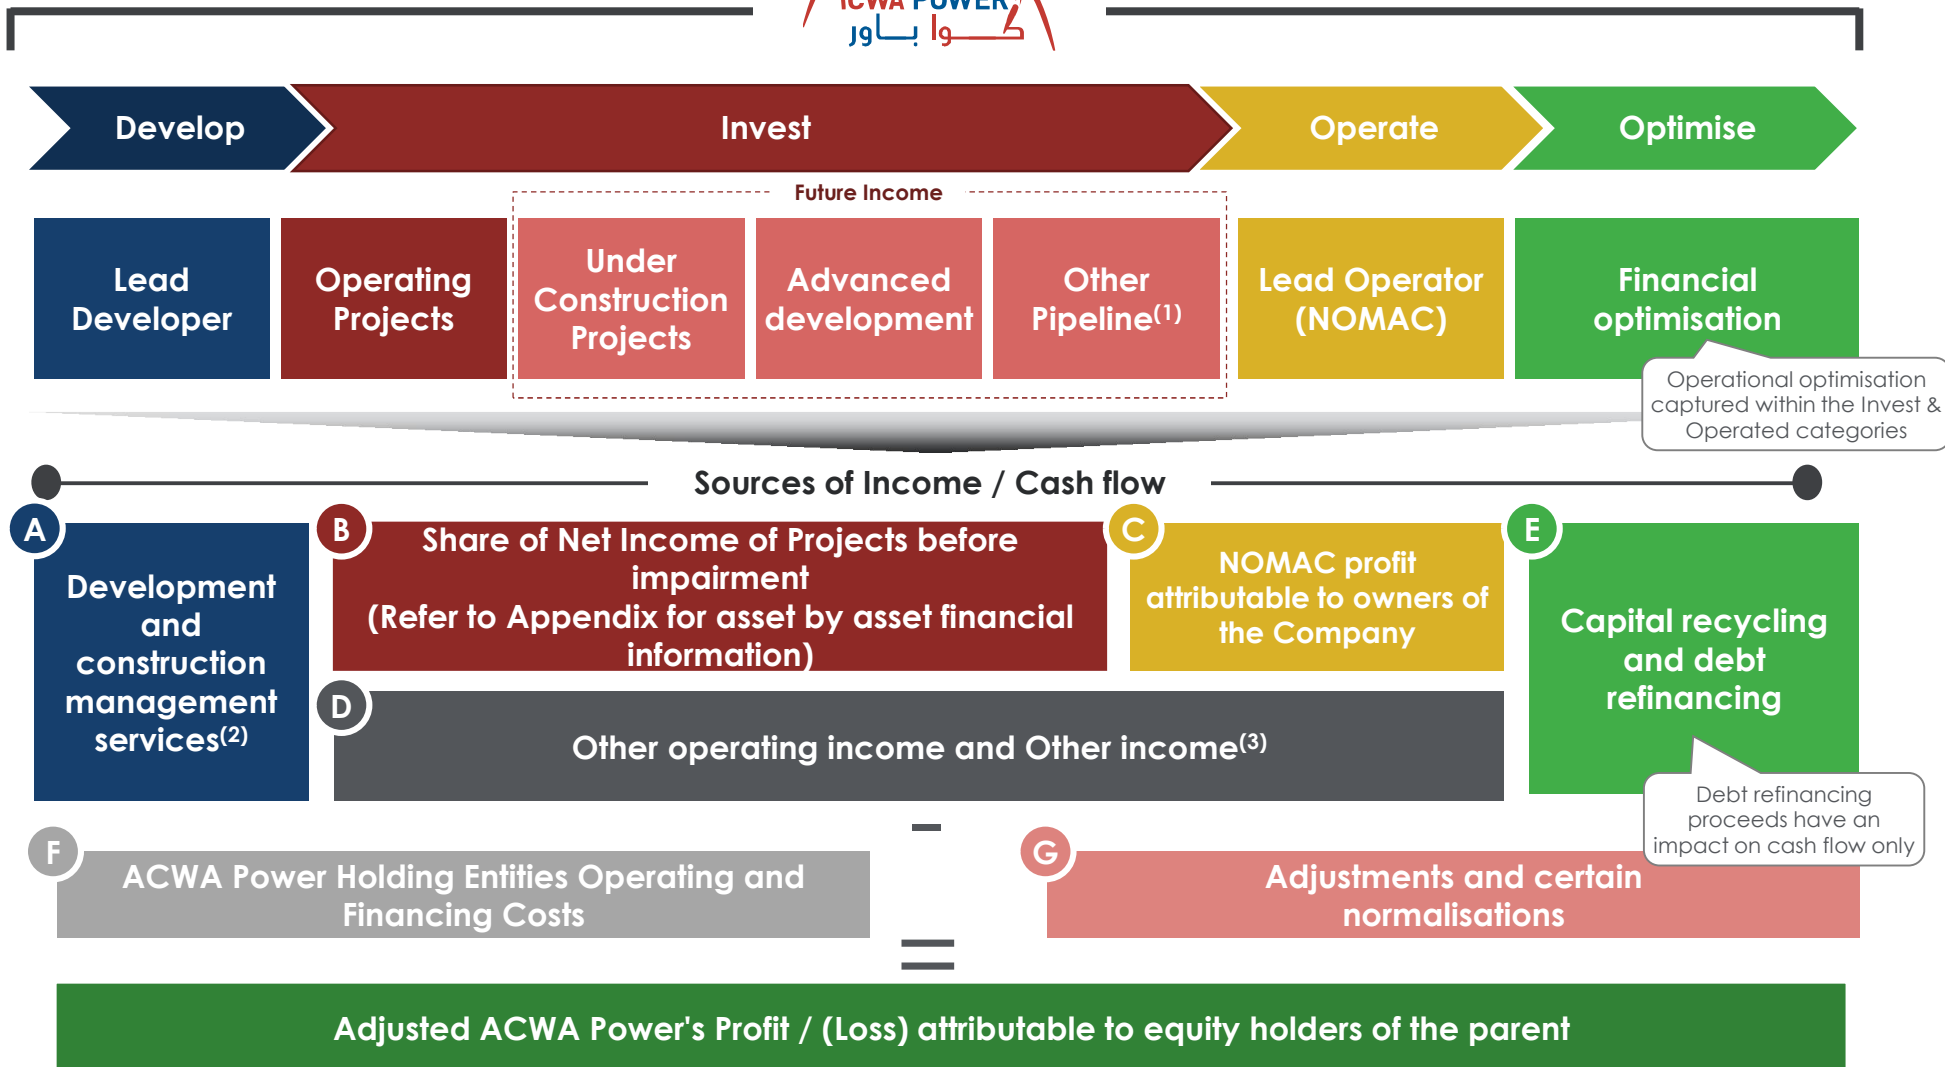 POWER
كوا باور
Develop
Invest
Operate
Optimise
Future Income
Lead
Developer
Operating
Projects
Under
Construction
Projects
Advanced
development
Other
Pipeline(1)
Lead Operator
(NOMAC)
Financial
optimisation
Operational optimisation
captured within the Invest &
Operated categories
Sources of Income / Cash flow
A
Development
and
construction
management
services(2)
B
Share of Net Income of Projects before
impairment
(Refer to Appendix for asset by asset financial
information)
C
NOMAC profit
attributable to owners of
the Company
D
Other operating income and Other income(3)
E
Capital recycling
and debt
refinancing
Debt refinancing
proceeds have an
impact on cash flow only
-
F
ACWA Power Holding Entities Operating and
Financing Costs
G
Adjustments and certain
normalisations
=
Adjusted ACWA Power's Profit / (Loss) attributable to equity holders of the parent